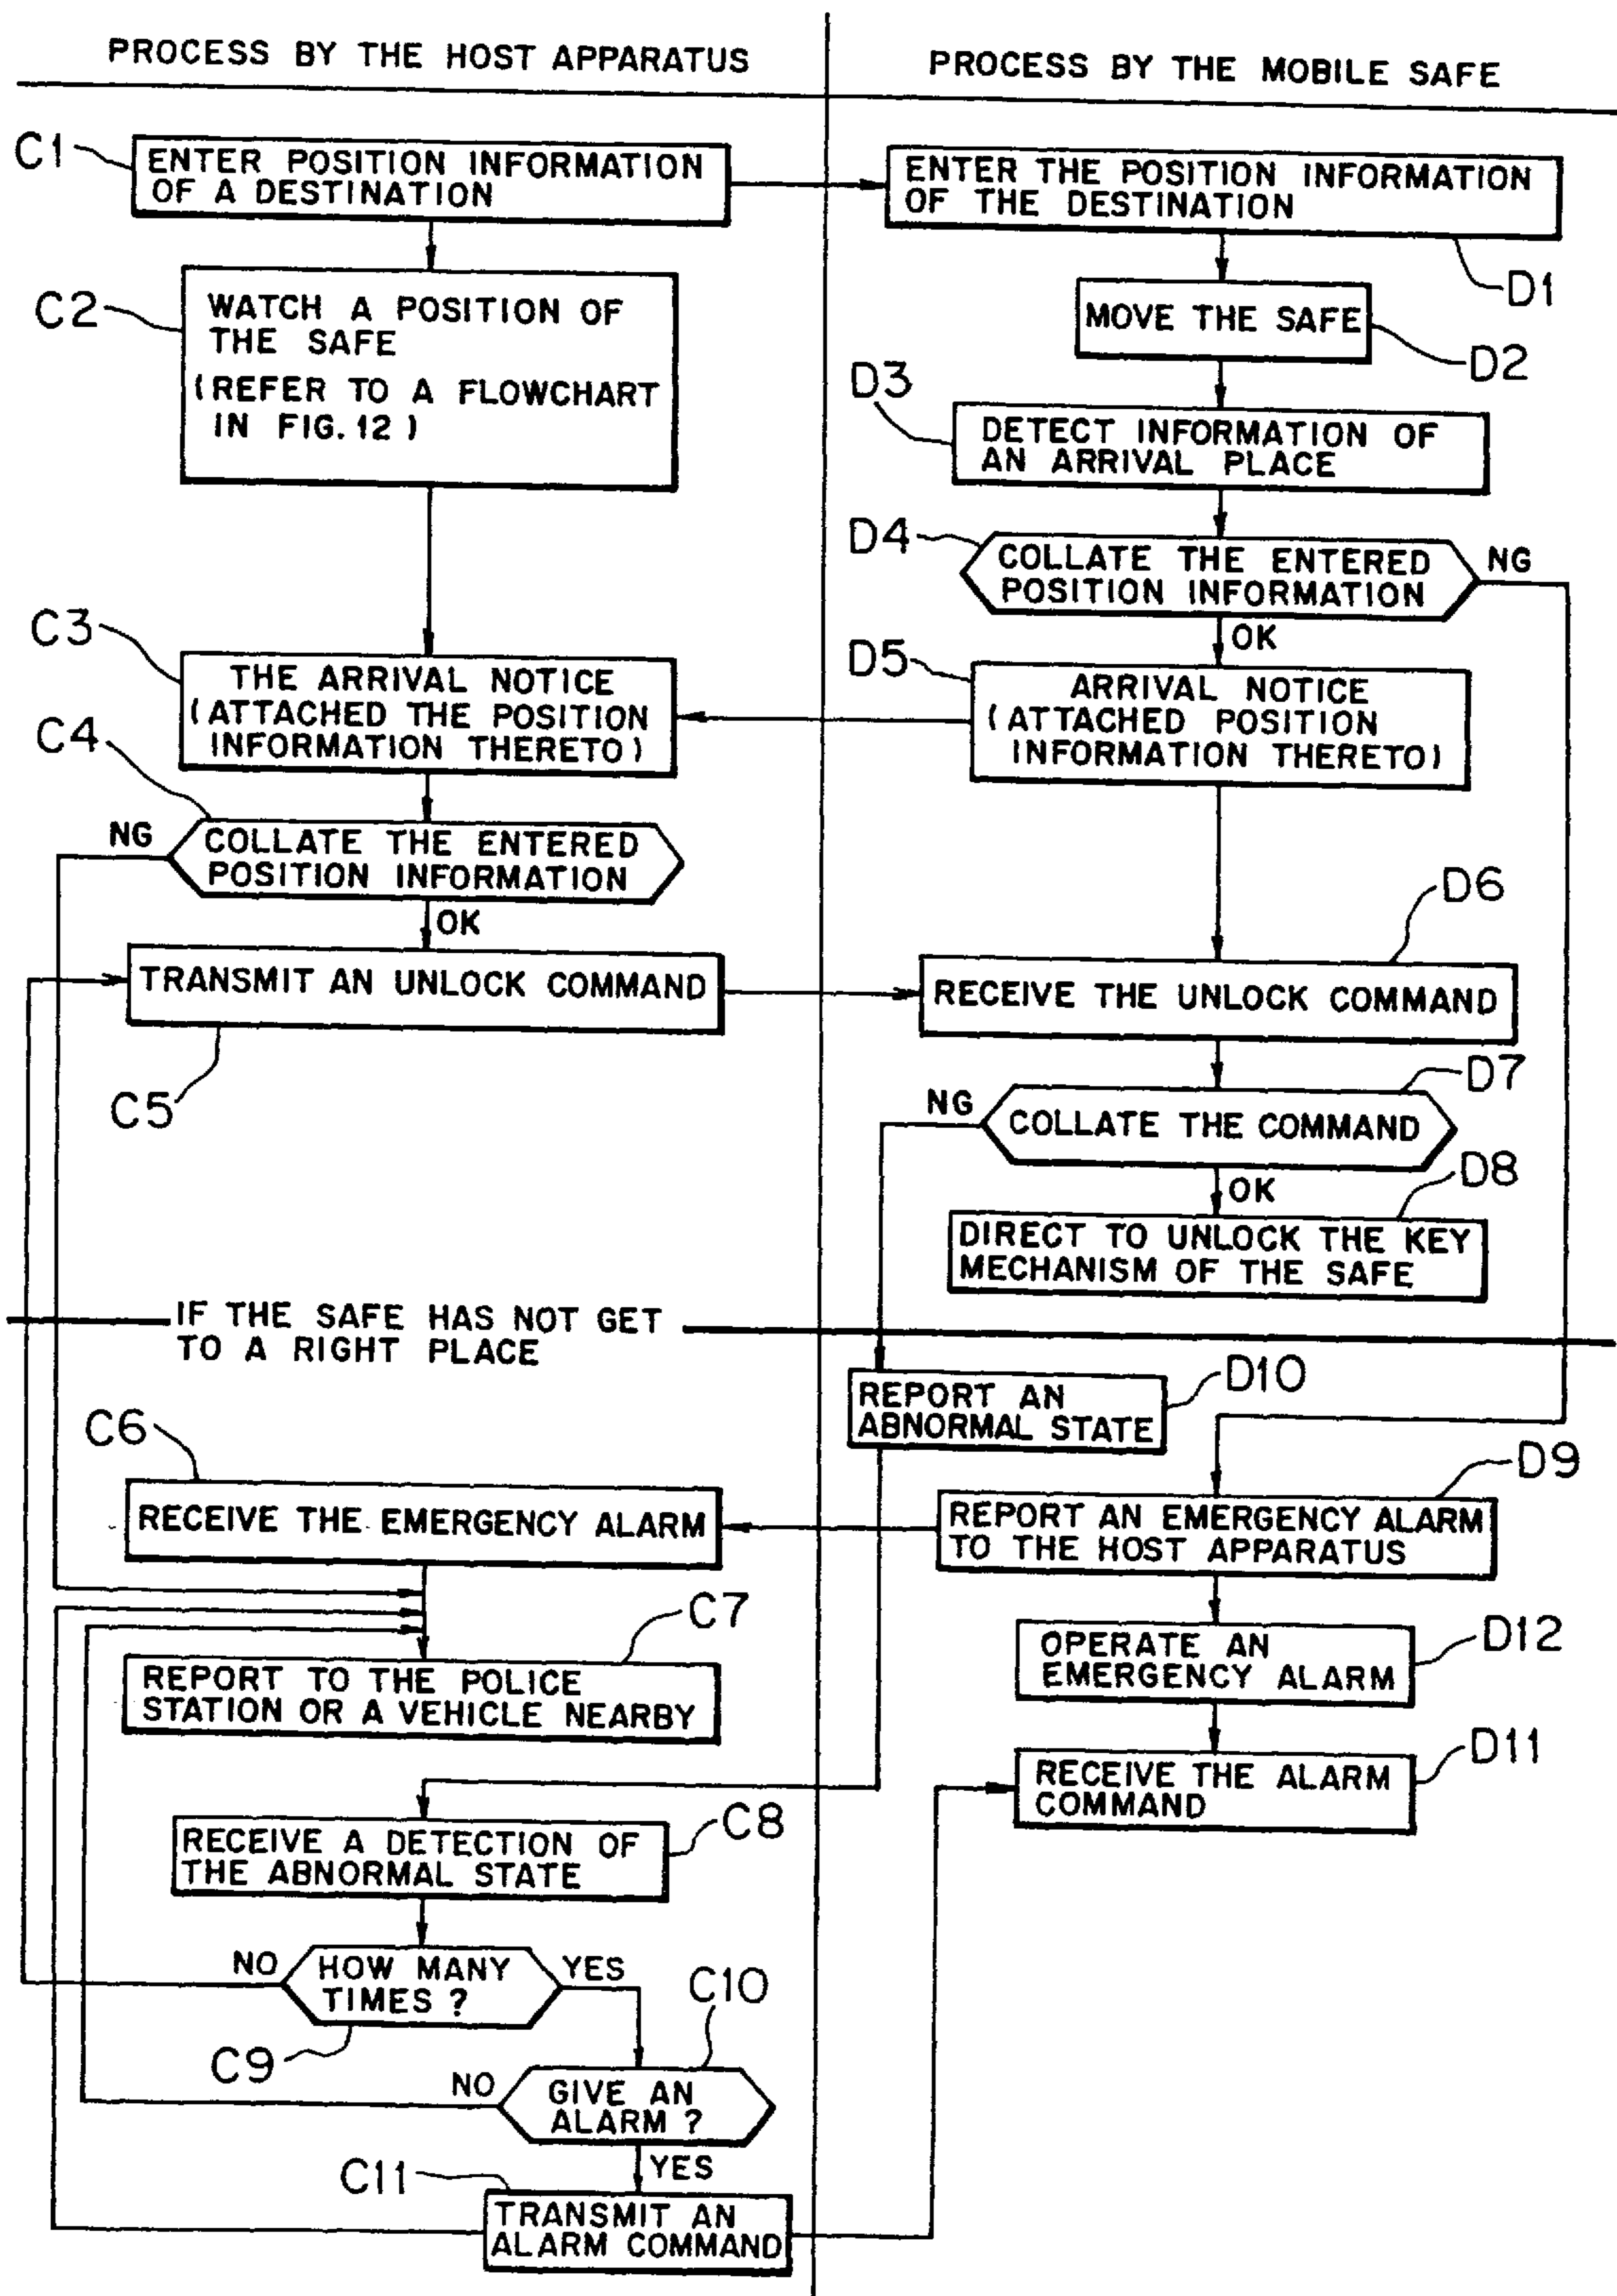 PROCESS BY THE HOST APPARATUS
PROCESS BY THE MOBILE SAFE
C1
ENTER POSITION INFORMATION
OF A DESTINATION
ENTER THE POSITION INFORMATION
OF THE DESTINATION
D1
C2
WATCH A POSITION OF
THE SAFE
(REFER TO A FLOWCHART
IN FIG.12)
MOVE THE SAFE
D2
D3
DETECT INFORMATION OF
AN ARRIVAL PLACE
D4
COLLATE THE ENTERED
POSITION INFORMATION
NG
OK
C3
THE ARRIVAL NOTICE
(ATTACHED THE POSITION
INFORMATION THERETO)
D5
ARRIVAL NOTICE
(ATTACHED POSITION
INFORMATION THERETO)
C4
NG
COLLATE THE ENTERED
POSITION INFORMATION
OK
D6
TRANSMIT AN UNLOCK COMMAND
RECEIVE THE UNLOCK COMMAND
C5
D7
NG
COLLATE THE COMMAND
OK
D8
DIRECT TO UNLOCK THE KEY
MECHANISM OF THE SAFE
IF THE SAFE HAS NOT GET
TO A RIGHT PLACE
REPORT AN
ABNORMAL STATE
D10
C6
D9
RECEIVE THE EMERGENCY ALARM
REPORT AN EMERGENCY ALARM
TO THE HOST APPARATUS
C7
REPORT TO THE POLICE
STATION OR A VEHICLE NEARBY
OPERATE AN
EMERGENCY ALARM
D12
RECEIVE THE ALARM
COMMAND
D11
C8
RECEIVE A DETECTION OF
THE ABNORMAL STATE
NO
HOW MANY
TIMES ?
YES
C9
C10
NO
GIVE AN
ALARM ?
YES
C11
TRANSMIT AN
ALARM COMMAND